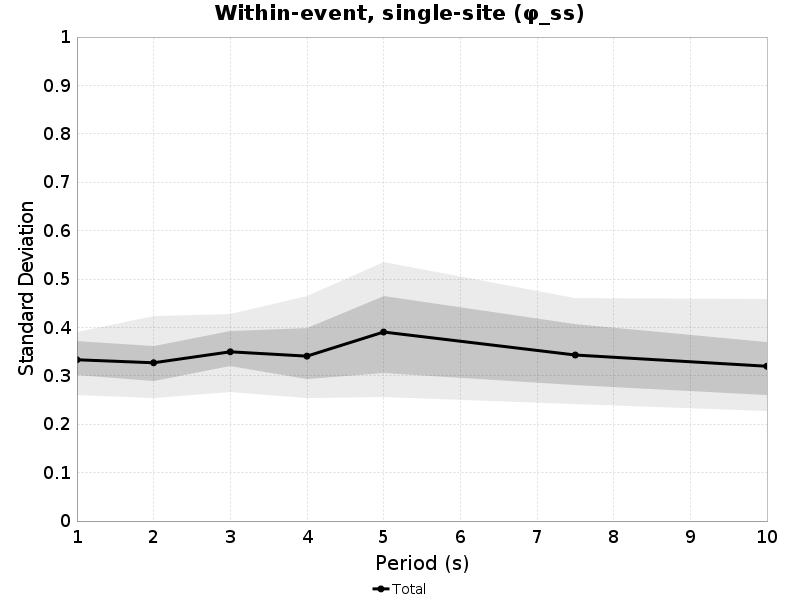 Within-event, single-site (φ_ss)
1
0.9
0.8
0.7
0.6
0.5
0.4
0.3
0.2
0.1
0
Standard Deviation
1 2 3 4 5 6 7 8 9 10
Period (s)
Total